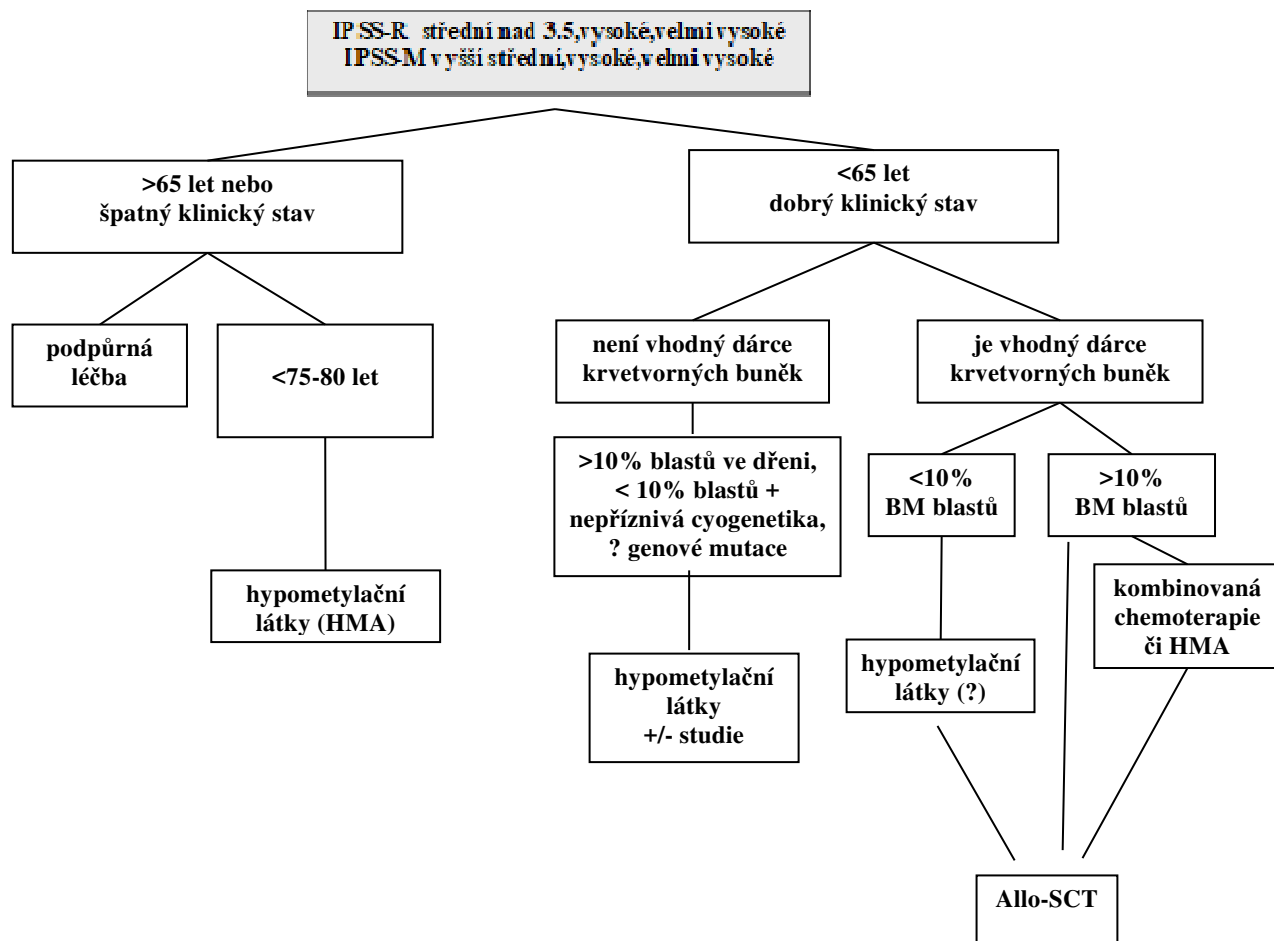 IPSS-R střední nad 3.5,vysoké,velmi vysoké
IPSS-M vyšší střední,vysoké,velmi vysoké
>65 let nebo
špatný klinický stav
<65 let
dobrý klinický stav
podpůrná
léčba
<75-80 let
není vhodný dárce
krvetvorných buněk
je vhodný dárce
krvetvorných buněk
>10% blastů ve dřeni,
< 10% blastů +
nepříznivá cyogenetika,
? genové mutace
<10%
BM blastů
>10%
BM blastů
hypometylační
látky (HMA)
kombinovaná
chemoterapie
či HMA
hypometylační
látky
+/- studie
hypometylační
látky (?)
Allo-SCT